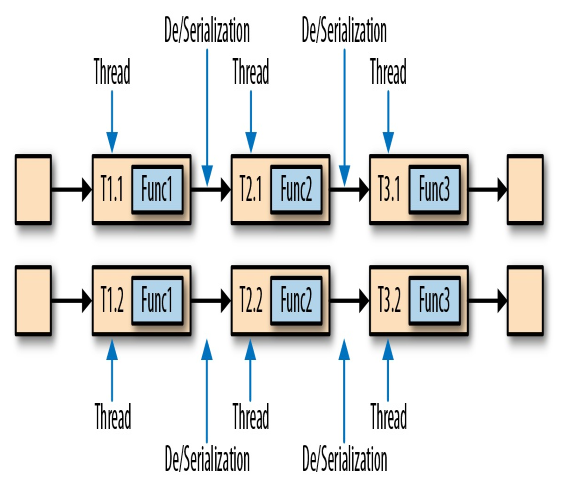 De/Serialization De/Serialization
Thread Thread Thread
T1.1 Func1 T2.1 Func2 T3.1 Func3
T1.2 Func1 T2.2 Func2 T3.2 Func3
Thread Thread Thread
De/Serialization De/Serialization